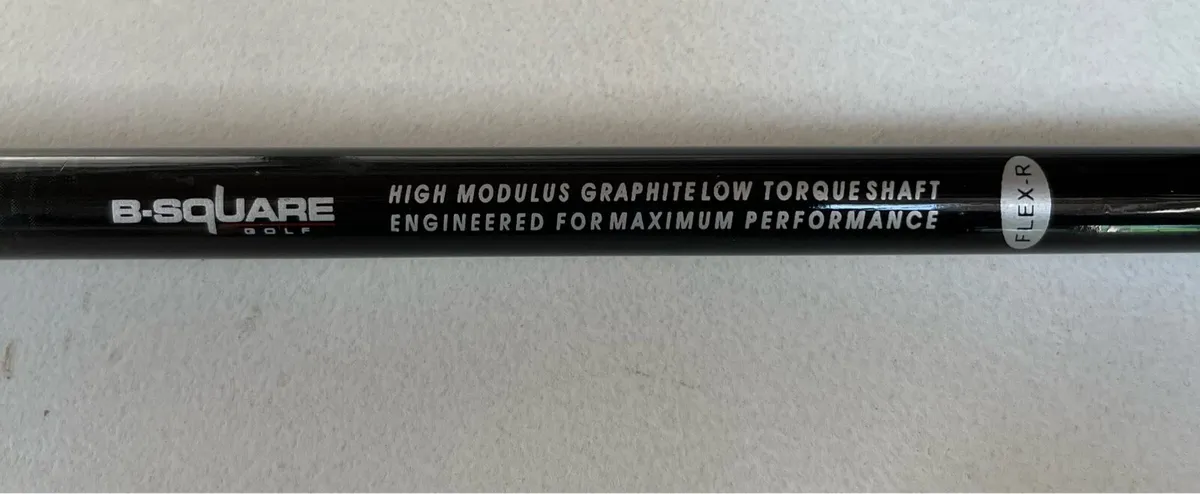 B-SQUARE
GOLF
HIGH MODULUS GRAPHITE LOW TORQUE SHAFT
ENGINEERED FOR MAXIMUM PERFORMANCE
FLEX-R